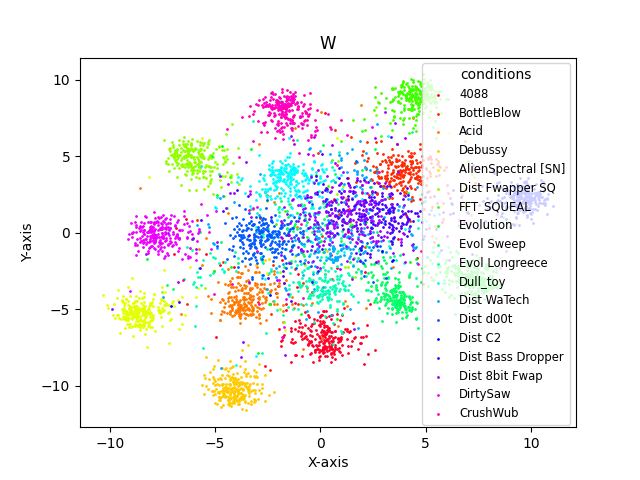 W
10
5
0
−5
−10
Y-axis
−10
−5
0
5
10
X-axis
conditions
4088
BottleBlow
Acid
Debussy
AlienSpectral [SN]
Dist Fwapper SQ
FFT_SQUEAL
Evolution
Evol Sweep
Evol Longreece
Dull_toy
Dist WaTech
Dist d00t
Dist C2
Dist Bass Dropper
Dist 8bit Fwap
DirtySaw
CrushWub